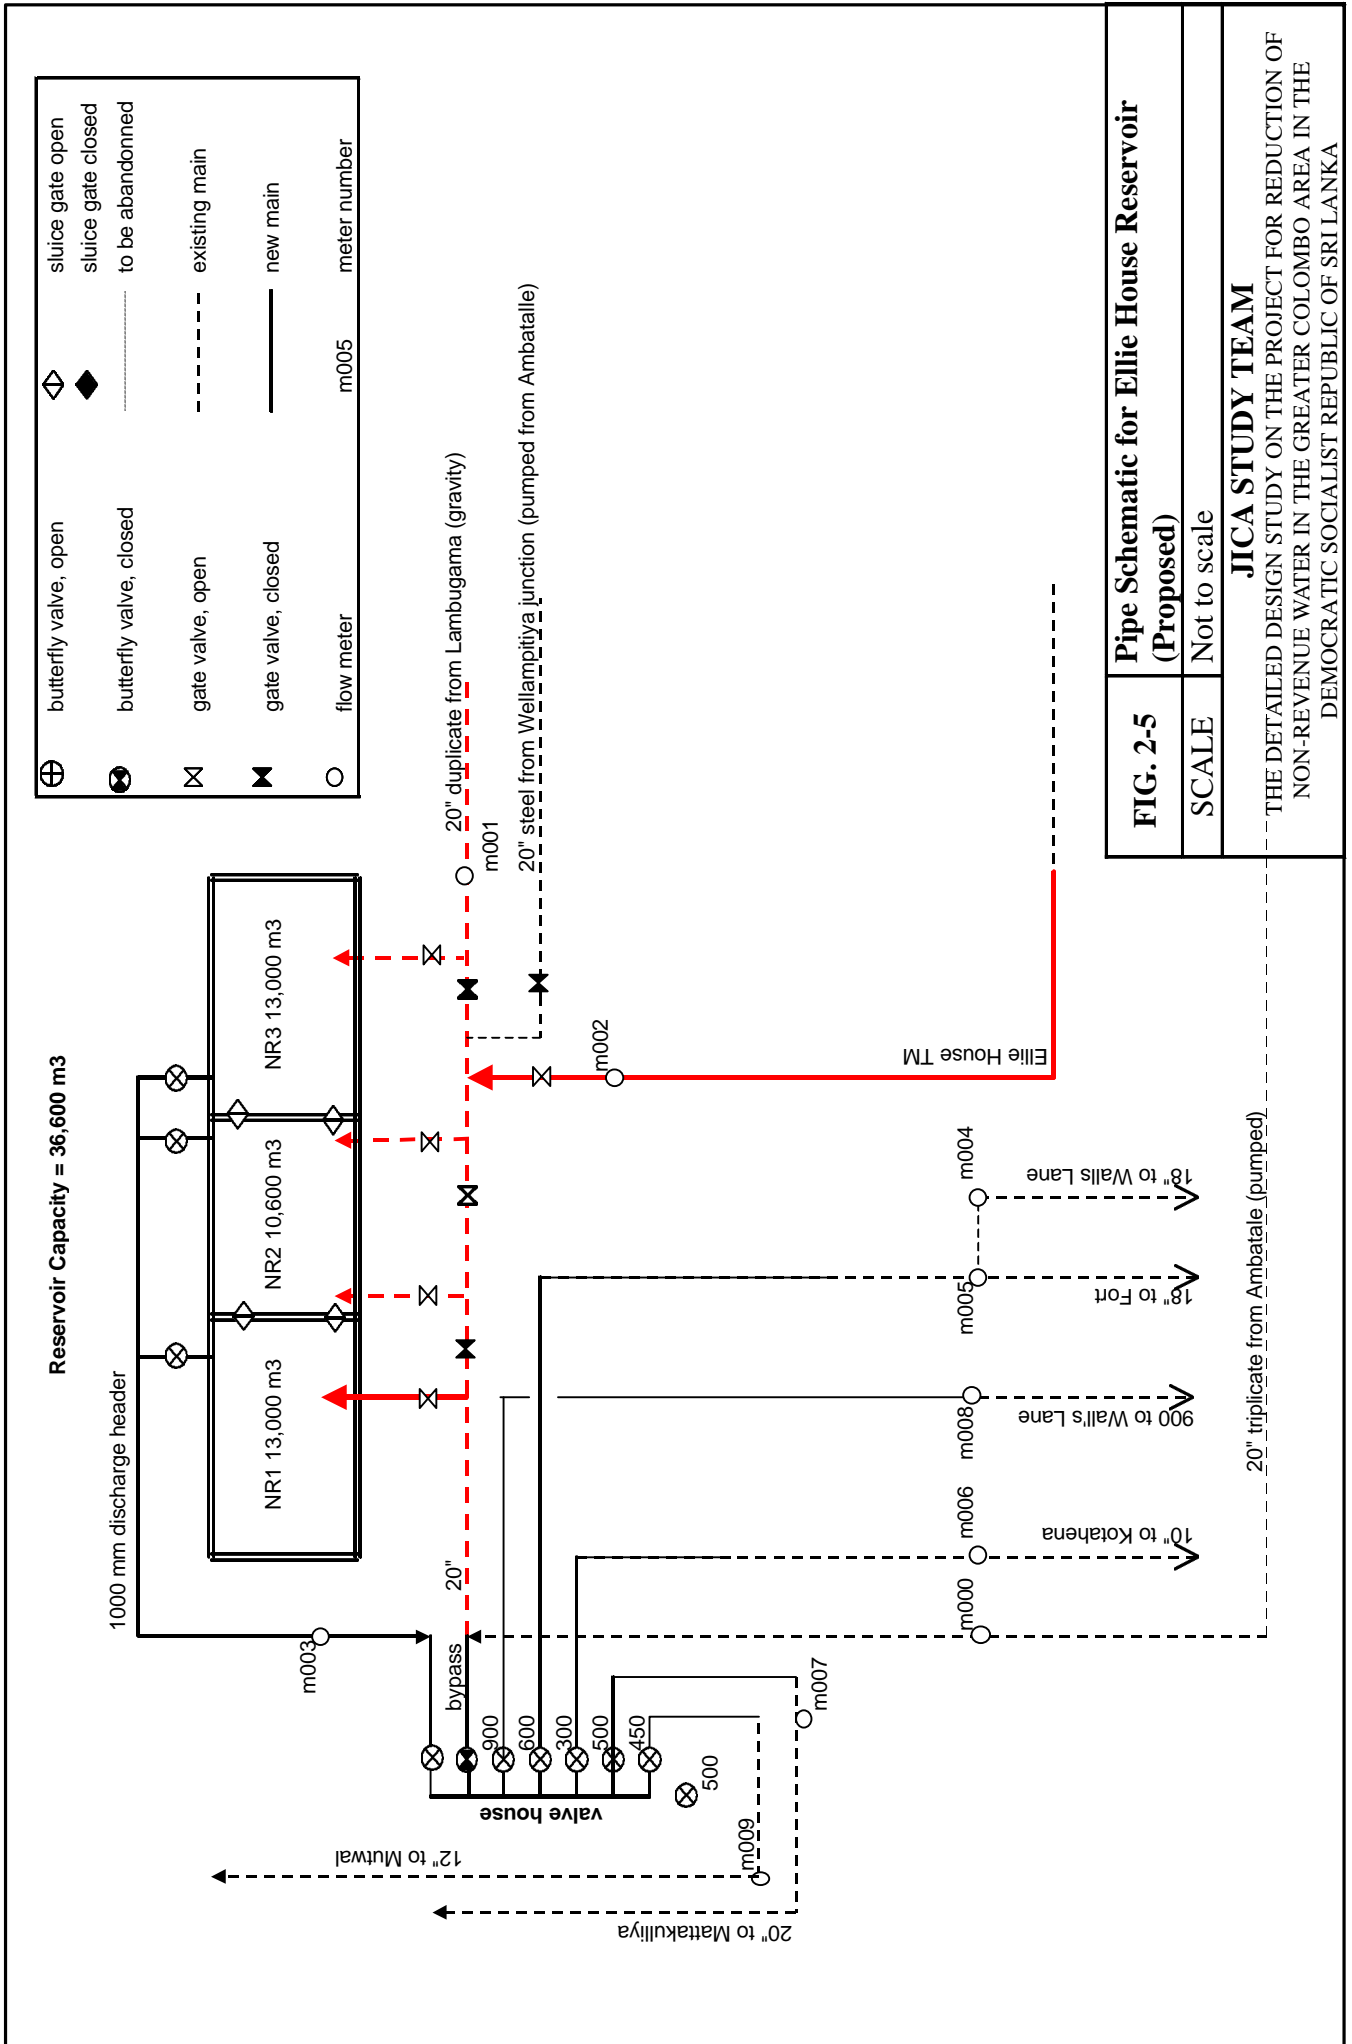 Reservoir Capacity = 36,600 m3
1000 mm discharge header
NR1 13,000 m3
NR2 10,600 m3
NR3 13,000 m3
butterfly valve, open
sluice gate open
sluice gate closed
butterfly valve, closed
to be abandonned
gate valve, open
existing main
gate valve, closed
new main
flow meter
m005
meter number
m003
20"
bypass
20" duplicate from Lambugama (gravity)
m001
20" steel from Wellampitiya junction (pumped from Ambatalle)
m002
Ellie House TM
900
600
300
500
450
500
valve house
12" to Mutwal
20" to Mattakulliya
m009
m007
m000
m006
m008
m005
m004
10" to Kotahena
900 to Wall's Lane
18" to Fort
18" to Walls Lane
20" triplicate from Ambatale (pumped)
FIG. 2-5
Pipe Schematic for Ellie House Reservoir
(Proposed)
SCALE
Not to scale
JICA STUDY TEAM
THE DETAILED DESIGN STUDY ON THE PROJECT FOR REDUCTION OF
NON-REVENUE WATER IN THE GREATER COLOMBO AREA IN THE
DEMOCRATIC SOCIALIST REPUBLIC OF SRI LANKA